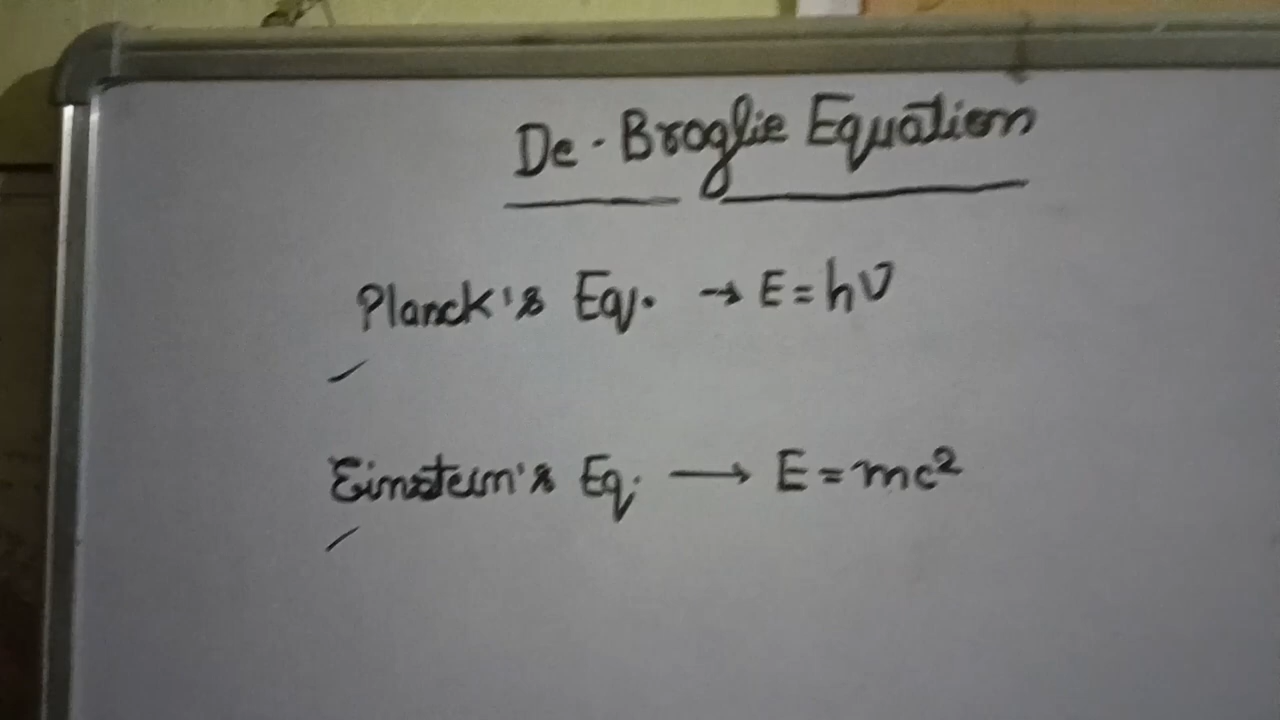 De-Broglie Equation
Planck's Eq. → E=hν
Einstein's Eq. → E=mc²